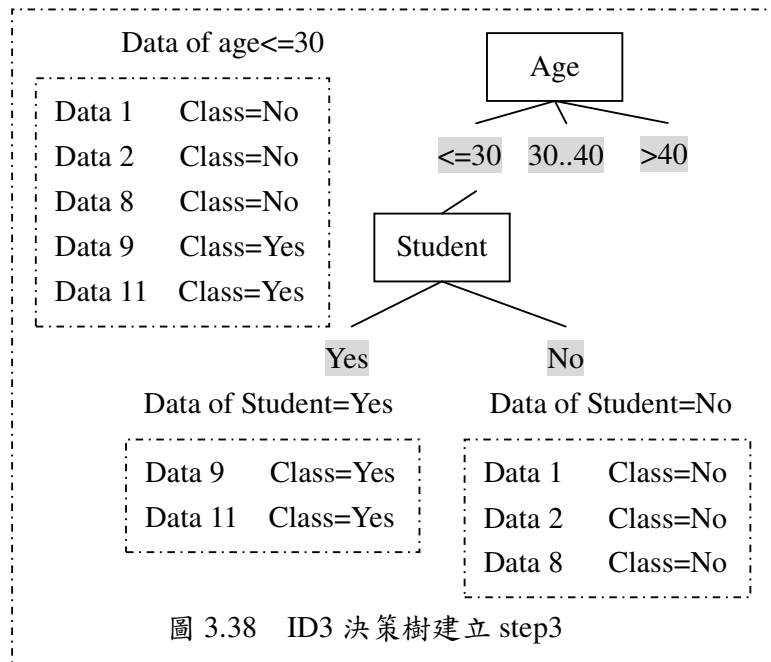 Data of age<=30
Data 1 Class=No
Data 2 Class=No
Data 8 Class=No
Data 9 Class=Yes
Data 11 Class=Yes
Age
<=30 30..40 >40
Student
Yes No
Data of Student=Yes
Data 9 Class=Yes
Data 11 Class=Yes
Data of Student=No
Data 1 Class=No
Data 2 Class=No
Data 8 Class=No
圖 3.38 ID3 決策樹建立 step3